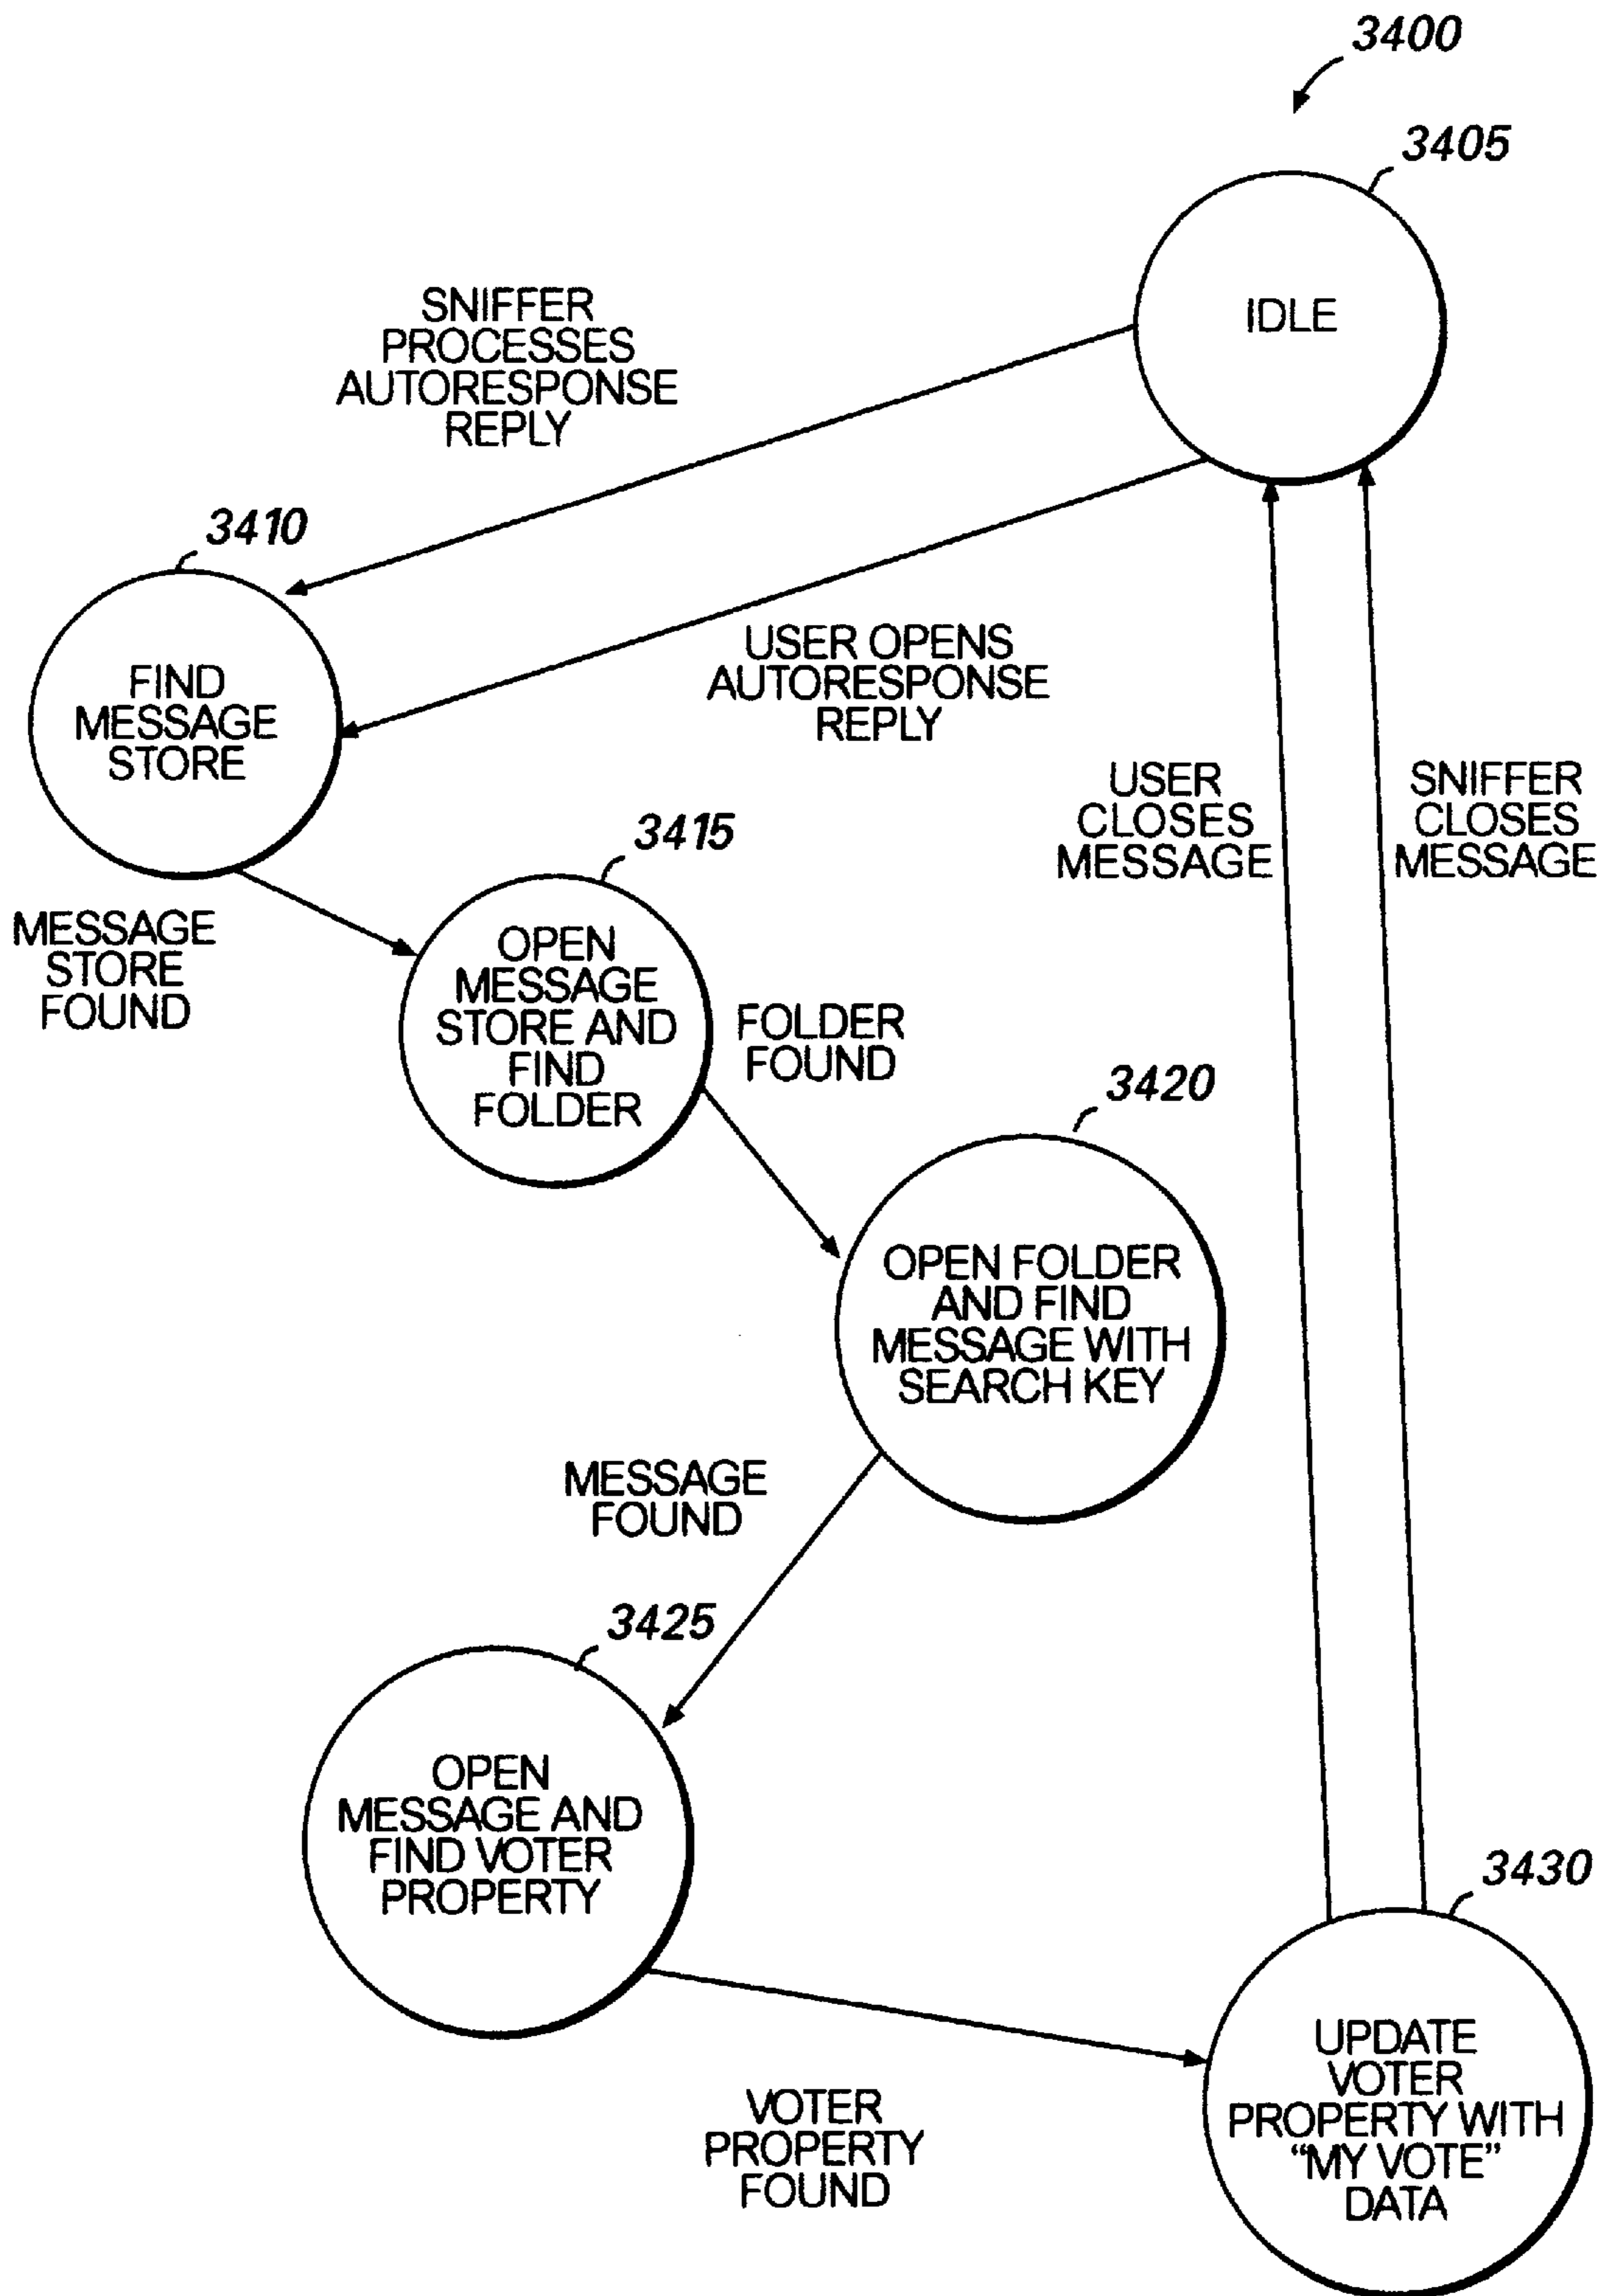 3400
3405
IDLE
SNIFFER
PROCESSES
AUTORESPONSE
REPLY
3410
FIND
MESSAGE
STORE
USER OPENS
AUTORESPONSE
REPLY
USER
CLOSES
MESSAGE
SNIFFER
CLOSES
MESSAGE
MESSAGE
STORE
FOUND
3415
OPEN
MESSAGE
STORE AND
FIND
FOLDER
FOLDER
FOUND
3420
OPEN FOLDER
AND FIND
MESSAGE WITH
SEARCH KEY
MESSAGE
FOUND
3425
OPEN
MESSAGE AND
FIND VOTER
PROPERTY
VOTER
PROPERTY
FOUND
3430
UPDATE
VOTER
PROPERTY WITH
“MY VOTE”
DATA